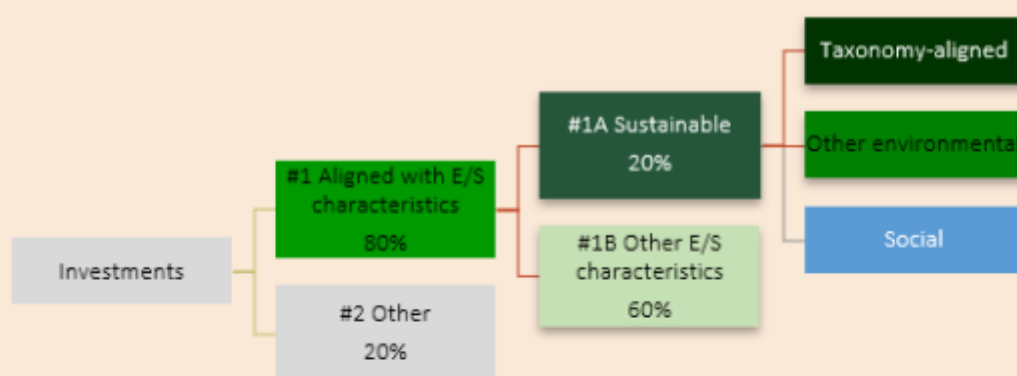 Investments
#1 Aligned with E/S
characteristics
80%
#2 Other
20%
#1A Sustainable
20%
#1B Other E/S
characteristics
60%
Taxonomy-aligned
Other environmenta
Social